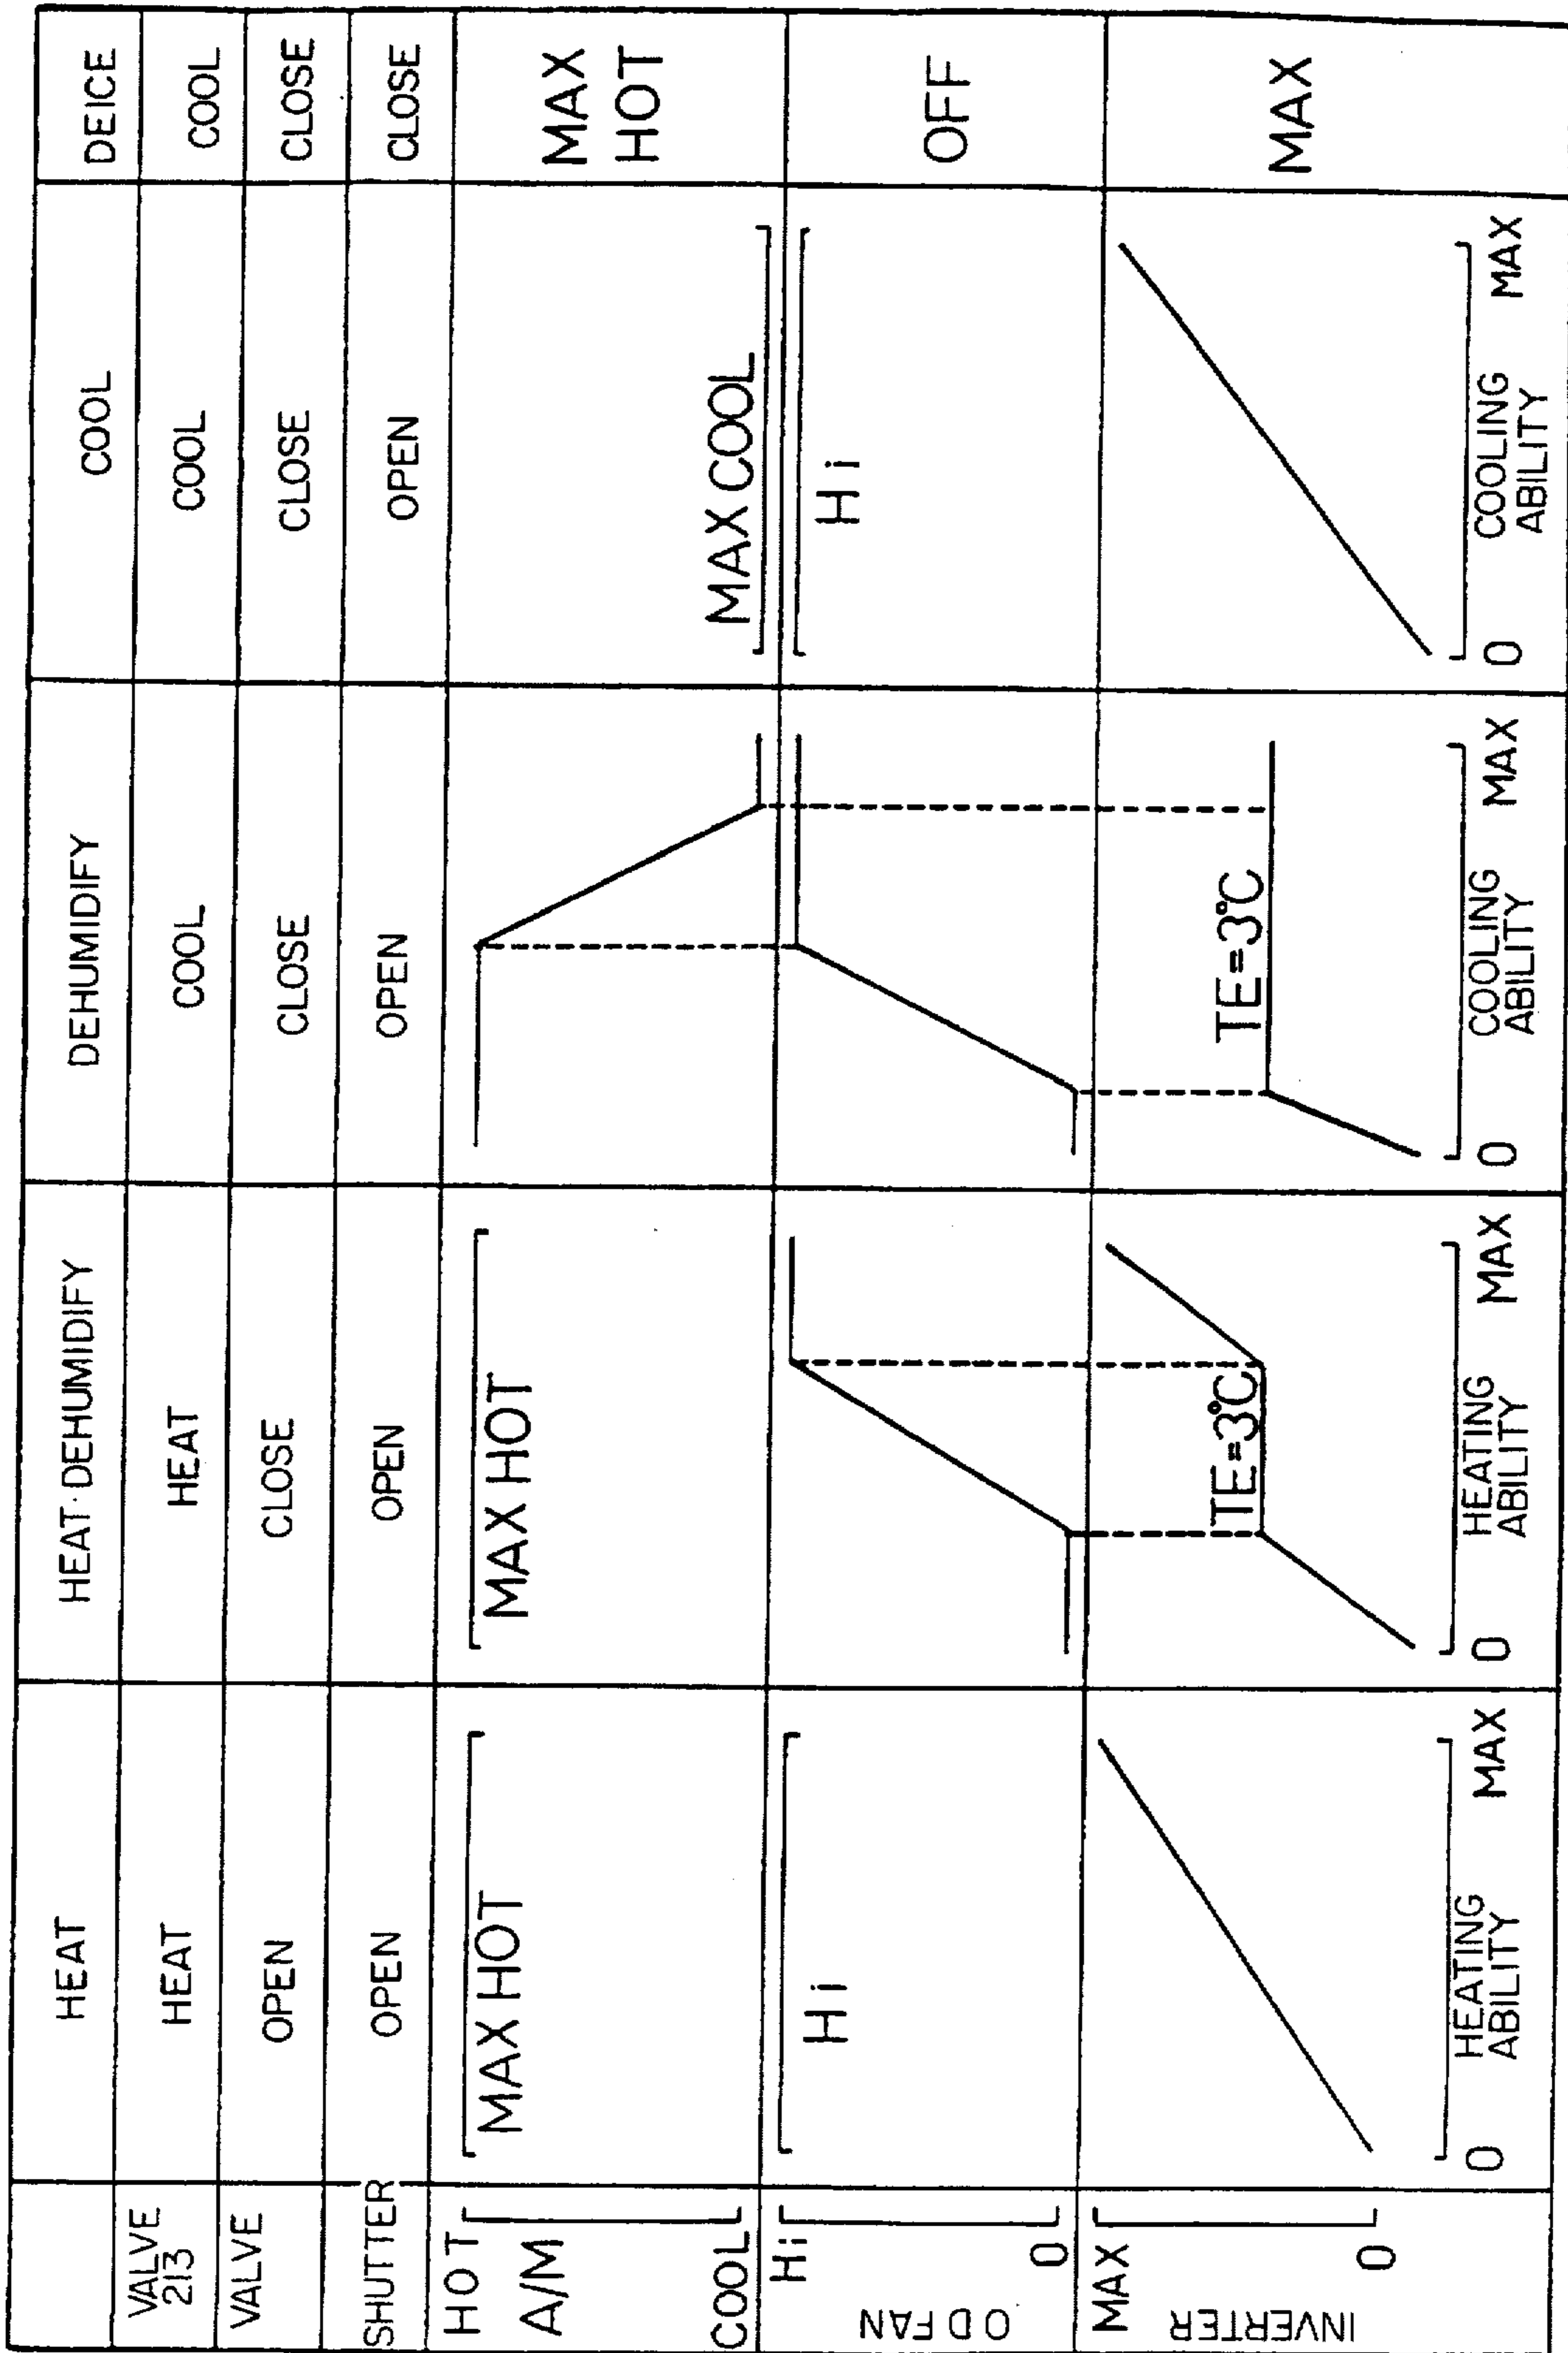 HEAT
HEAT·DEHUMIDIFY
DEHUMIDIFY
COOL
DEICE
VALVE
213
HEAT
HEAT
COOL
COOL
COOL
VALVE
OPEN
CLOSE
CLOSE
CLOSE
CLOSE
SHUTTER
OPEN
OPEN
OPEN
OPEN
CLOSE
HOT
A/M
COOL
MAX HOT
MAX HOT
MAX COOL
MAX
HOT
Hi
OD FAN
0
Hi
Hi
OFF
MAX
INVERTER
0
TE=3°C
TE=3°C
MAX
0
HEATING
ABILITY
MAX
0
HEATING
ABILITY
MAX
0
COOLING
ABILITY
MAX
0
COOLING
ABILITY
MAX